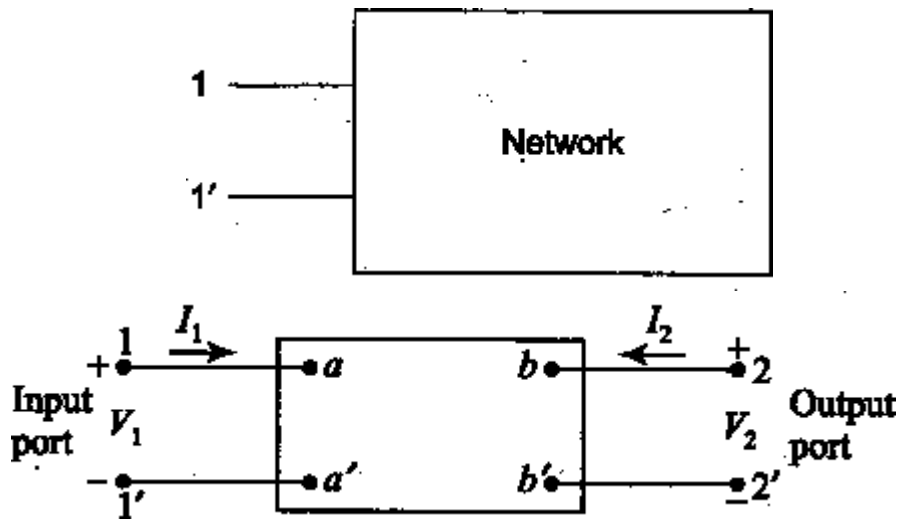 1
Network
1′
I₁
I₂
+ 1 a b + 2
Input port V₁
V₂ Output port
− 1′ a′ b′ − 2′